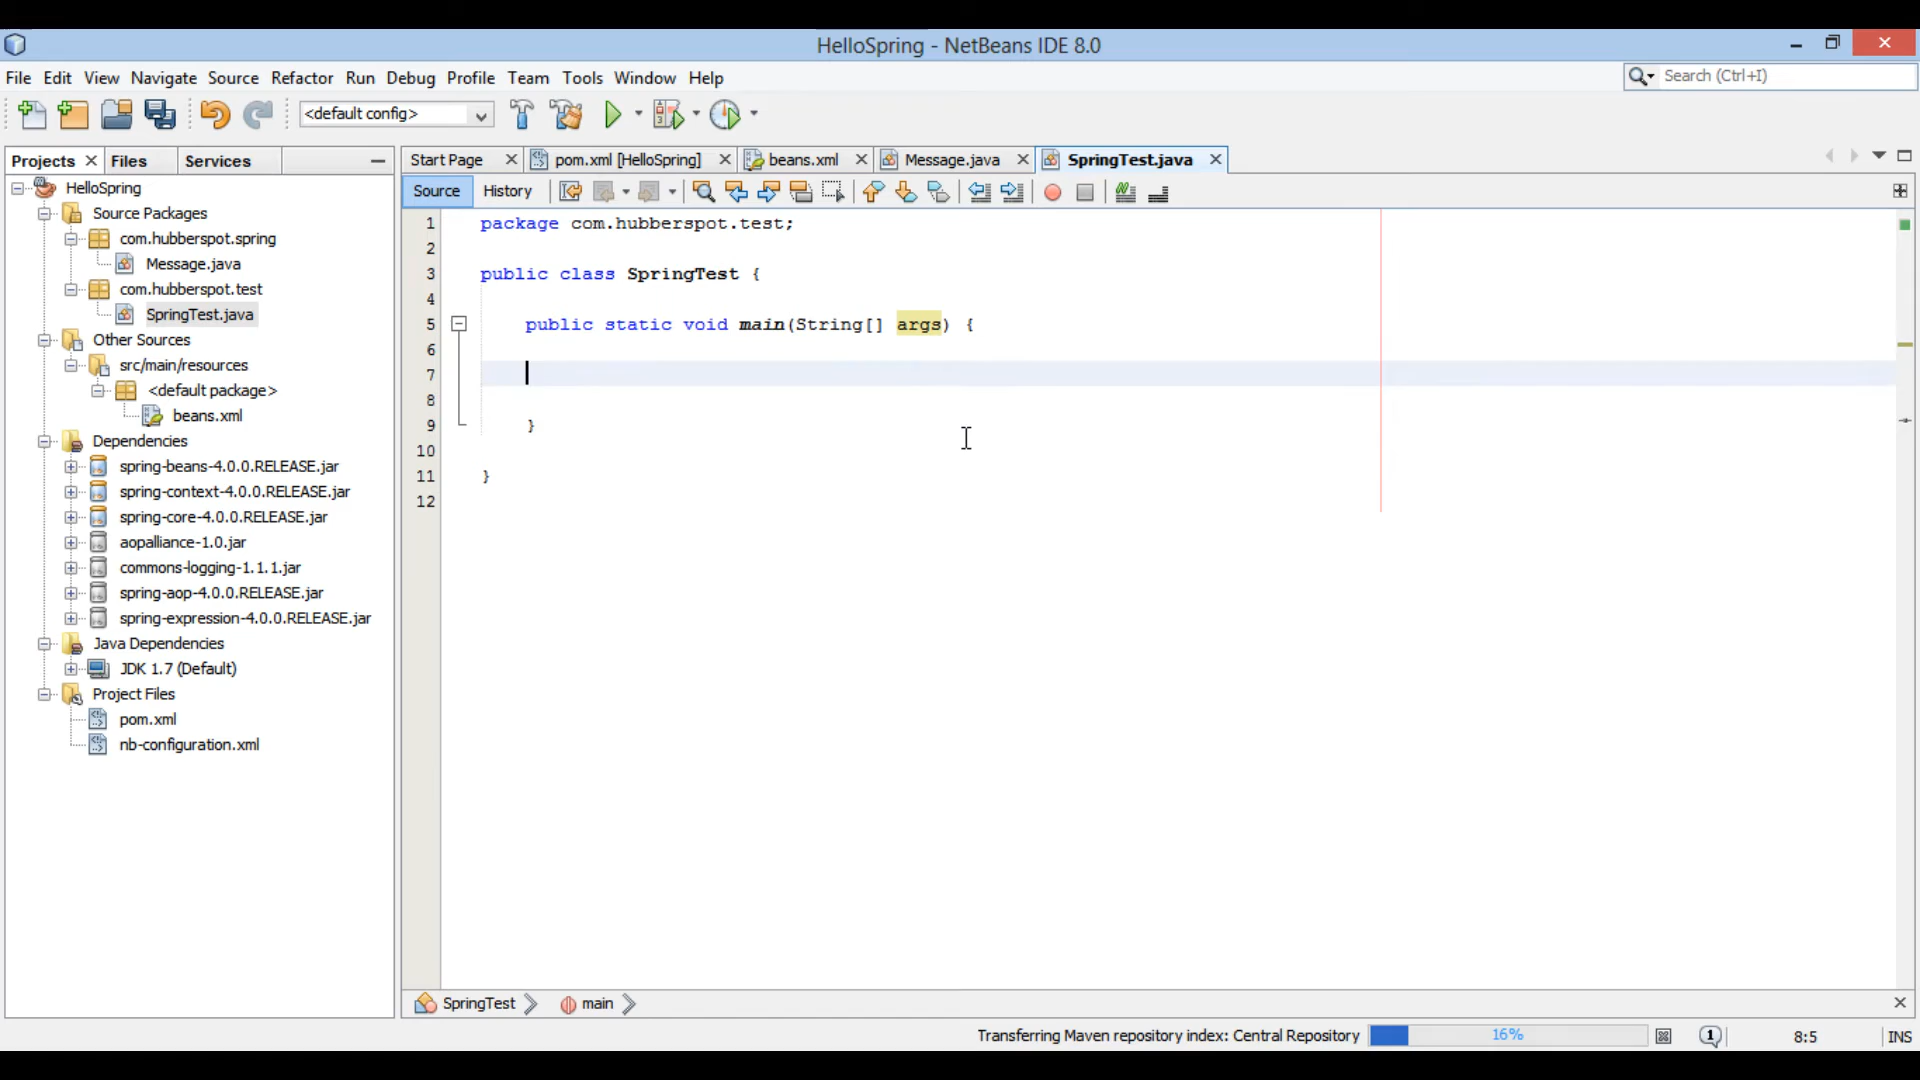 HelloSpring - NetBeans IDE 8.0
File Edit View Navigate Source Refactor Run Debug Profile Team Tools Window Help
Search (Ctrl+I)
<default config>
Projects Files Services
Start Page pom.xml [HelloSpring] beans.xml Message.java SpringTest.java
Source History
HelloSpring
Source Packages
com.hubberspot.spring
Message.java
com.hubberspot.test
SpringTest.java
Other Sources
src/main/resources
<default package>
beans.xml
Dependencies
spring-beans-4.0.0.RELEASE.jar
spring-context-4.0.0.RELEASE.jar
spring-core-4.0.0.RELEASE.jar
aopalliance-1.0.jar
commons-logging-1.1.1.jar
spring-aop-4.0.0.RELEASE.jar
spring-expression-4.0.0.RELEASE.jar
Java Dependencies
JDK 1.7 (Default)
Project Files
pom.xml
nb-configuration.xml
1 package com.hubberspot.test;
2
3 public class SpringTest {
4
5 public static void main(String[] args) {
6
7
8
9 }
10
11 }
12
SpringTest main
Transferring Maven repository index: Central Repository 16% 1 8:5 INS